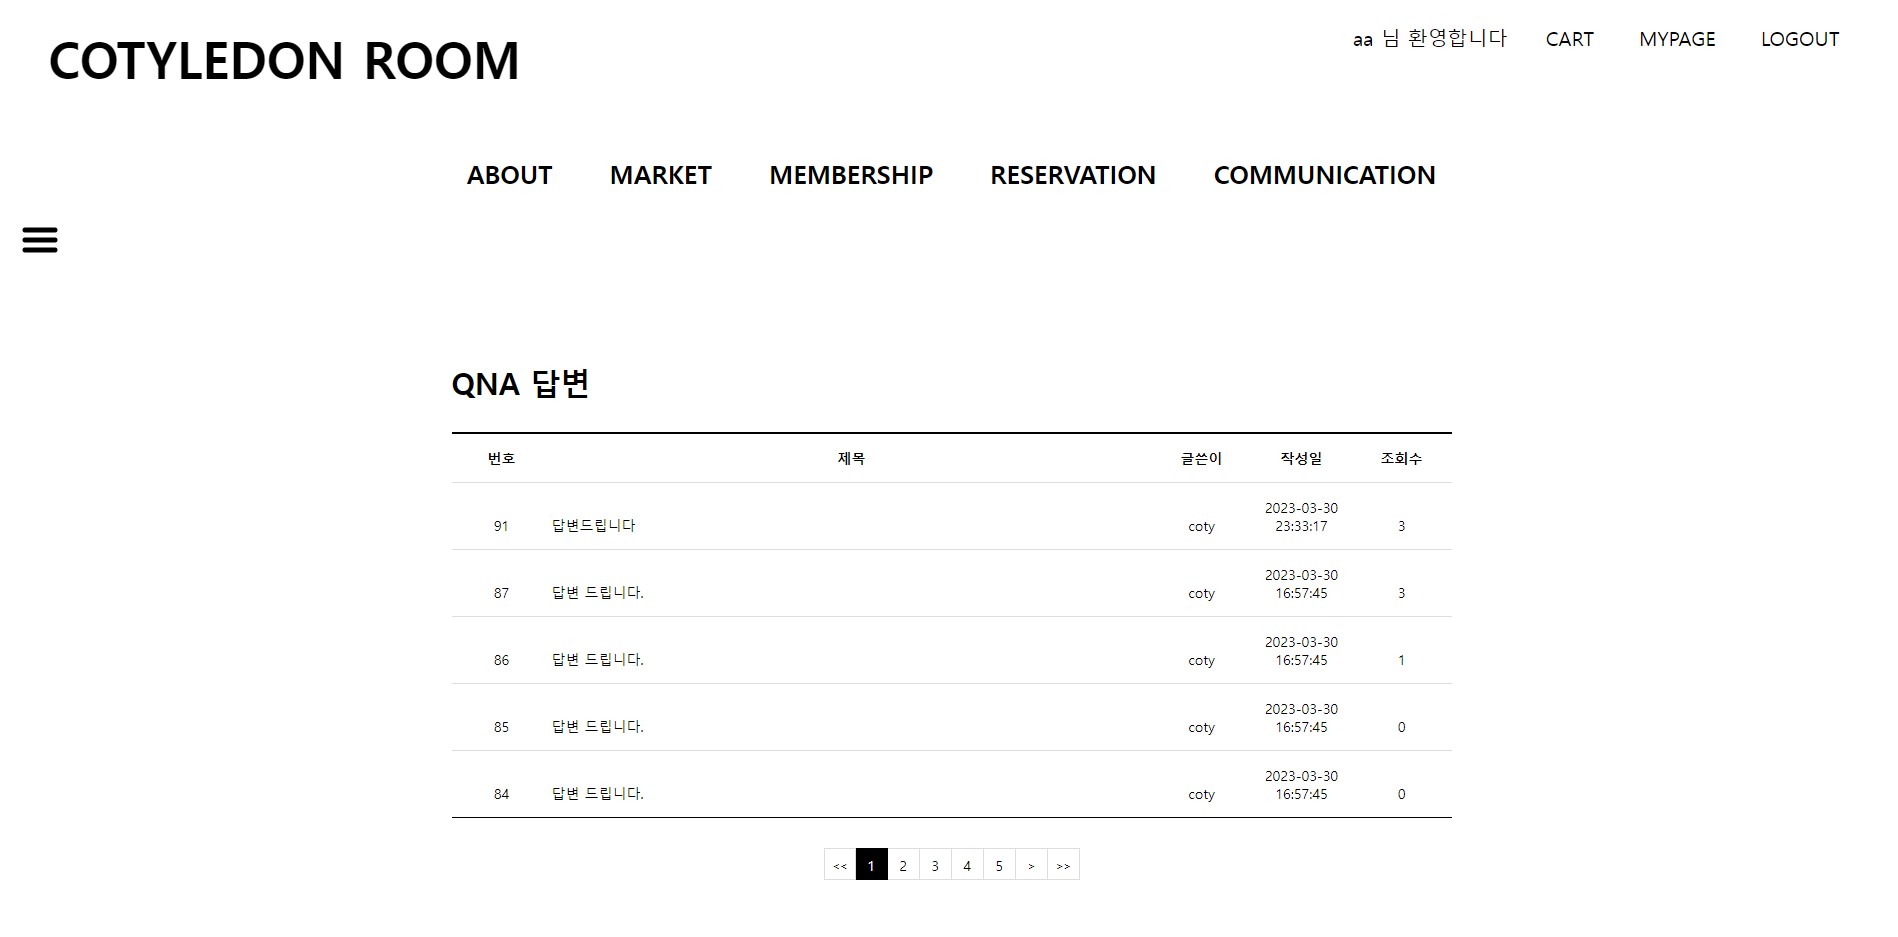 COTYLEDON ROOM
aa 님 환영합니다 CART MYPAGE LOGOUT
ABOUT MARKET MEMBERSHIP RESERVATION COMMUNICATION
QNA 답변
번호 제목 글쓴이 작성일 조회수
2023-03-30
91 답변드립니다 coty 23:33:17 3
2023-03-30
87 답변 드립니다. coty 16:57:45 3
2023-03-30
86 답변 드립니다. coty 16:57:45 1
2023-03-30
85 답변 드립니다. coty 16:57:45 0
2023-03-30
84 답변 드립니다. coty 16:57:45 0
<< 1 2 3 4 5 > >>